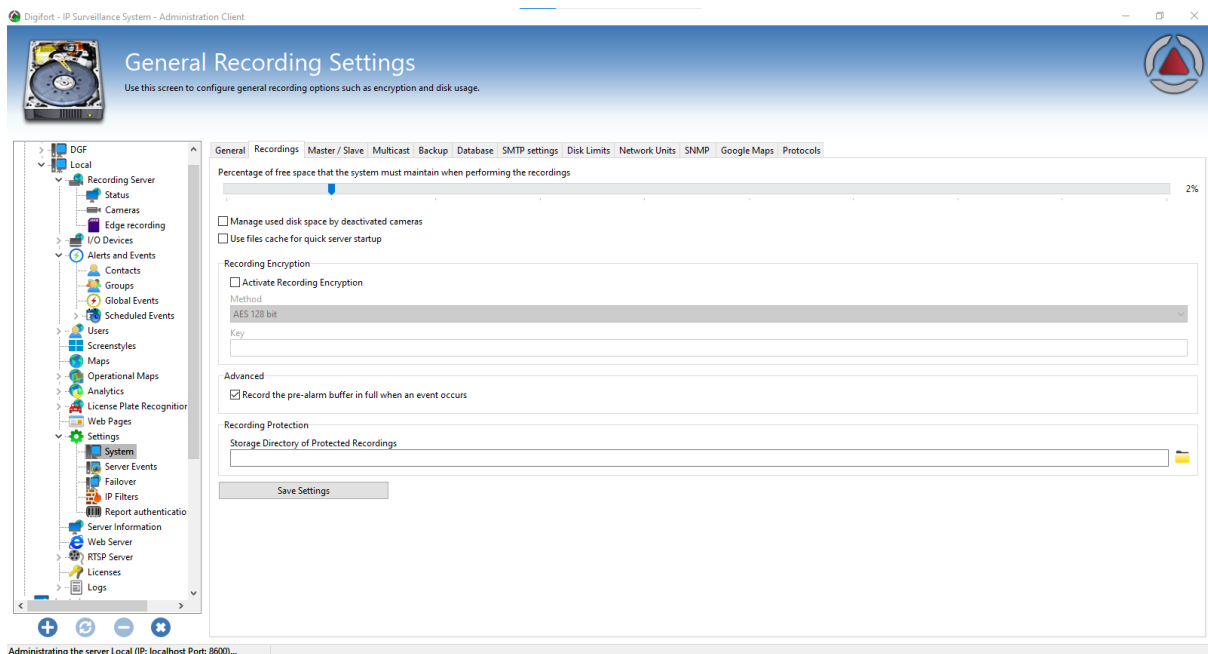 Digifort - IP Surveillance System - Administration Client
General Recording Settings
Use this screen to configure general recording options such as encryption and disk usage.
DGF
Local
Recording Server
Status
Cameras
Edge recording
I/O Devices
Alerts and Events
Contacts
Groups
Global Events
Scheduled Events
Users
Screenstyles
Maps
Operational Maps
Analytics
License Plate Recognition
Web Pages
Settings
System
Server Events
Failover
IP Filters
Report authenticatio
Server Information
Web Server
RTSP Server
Licenses
Logs
General Recordings Master / Slave Multicast Backup Database SMTP settings Disk Limits Network Units SNMP Google Maps Protocols
Percentage of free space that the system must maintain when performing the recordings
2%
Manage used disk space by deactivated cameras
Use files cache for quick server startup
Recording Encryption
Activate Recording Encryption
Method
AES 128 bit
Key
Advanced
Record the pre-alarm buffer in full when an event occurs
Recording Protection
Storage Directory of Protected Recordings
Save Settings
Administrating the server Local (IP: localhost Port: 8600)...